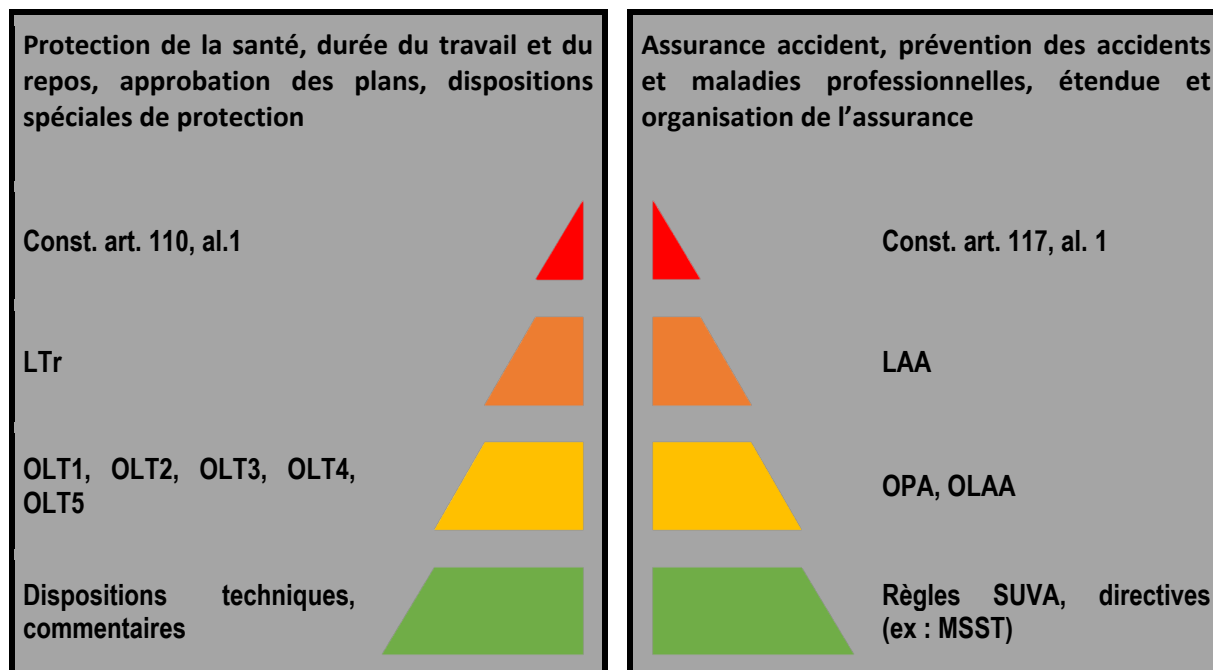 Protection de la santé, durée du travail et du
repos, approbation des plans, dispositions
spéciales de protection
Const. art. 110, al.1
LTr
OLT1, OLT2, OLT3, OLT4,
OLT5
Dispositions techniques,
commentaires
Assurance accident, prévention des accidents
et maladies professionnelles, étendue et
organisation de l’assurance
Const. art. 117, al. 1
LAA
OPA, OLAA
Règles SUVA, directives
(ex : MSST)